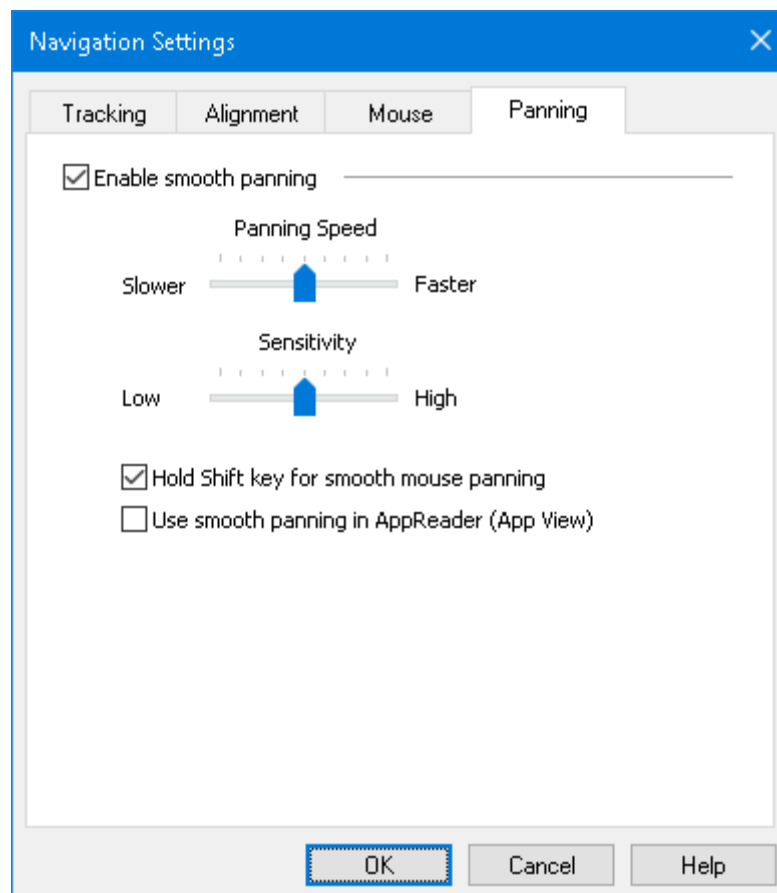 Navigation Settings
Tracking Alignment Mouse Panning
Enable smooth panning
Panning Speed
Slower Faster
Sensitivity
Low High
Hold Shift key for smooth mouse panning
Use smooth panning in AppReader (App View)
OK Cancel Help